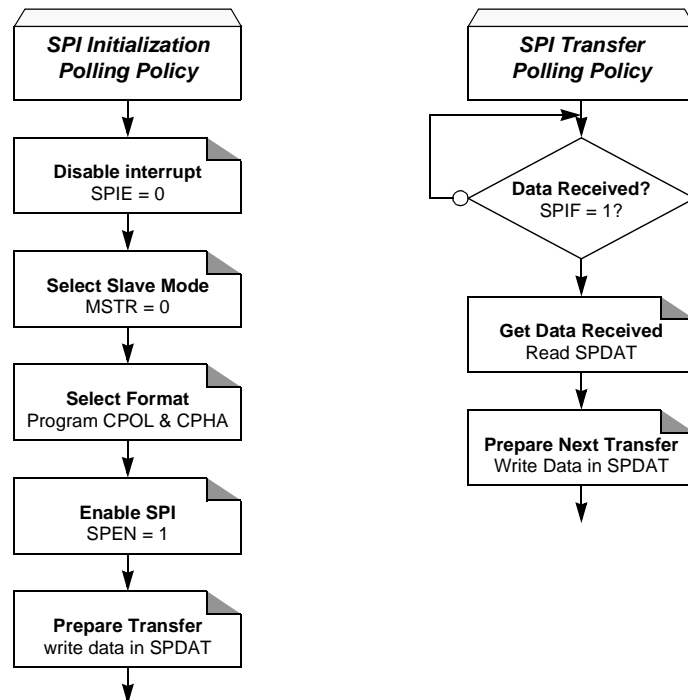 SPI Initialization
Polling Policy
Disable interrupt
SPIE = 0
Select Slave Mode
MSTR = 0
Select Format
Program CPOL & CPHA
Enable SPI
SPEN = 1
Prepare Transfer
write data in SPDAT
SPI Transfer
Polling Policy
Data Received?
SPIF = 1?
Get Data Received
Read SPDAT
Prepare Next Transfer
Write Data in SPDAT